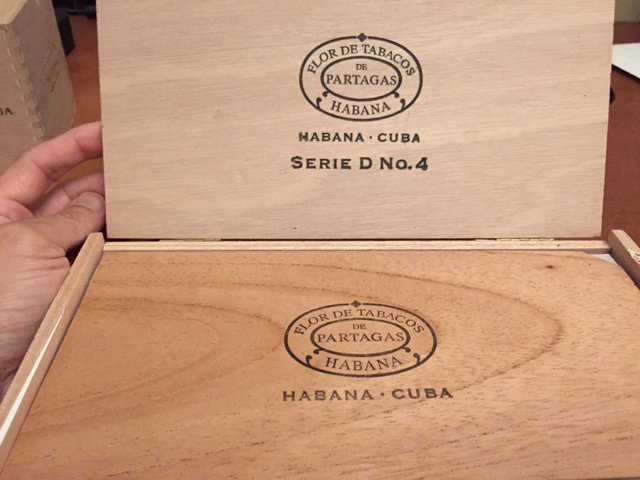 FLOR DE TABACOS
DE
PARTAGAS
HABANA
HABANA · CUBA
SERIE D No. 4
FLOR DE TABACOS
DE
PARTAGAS
HABANA
HABANA · CUBA